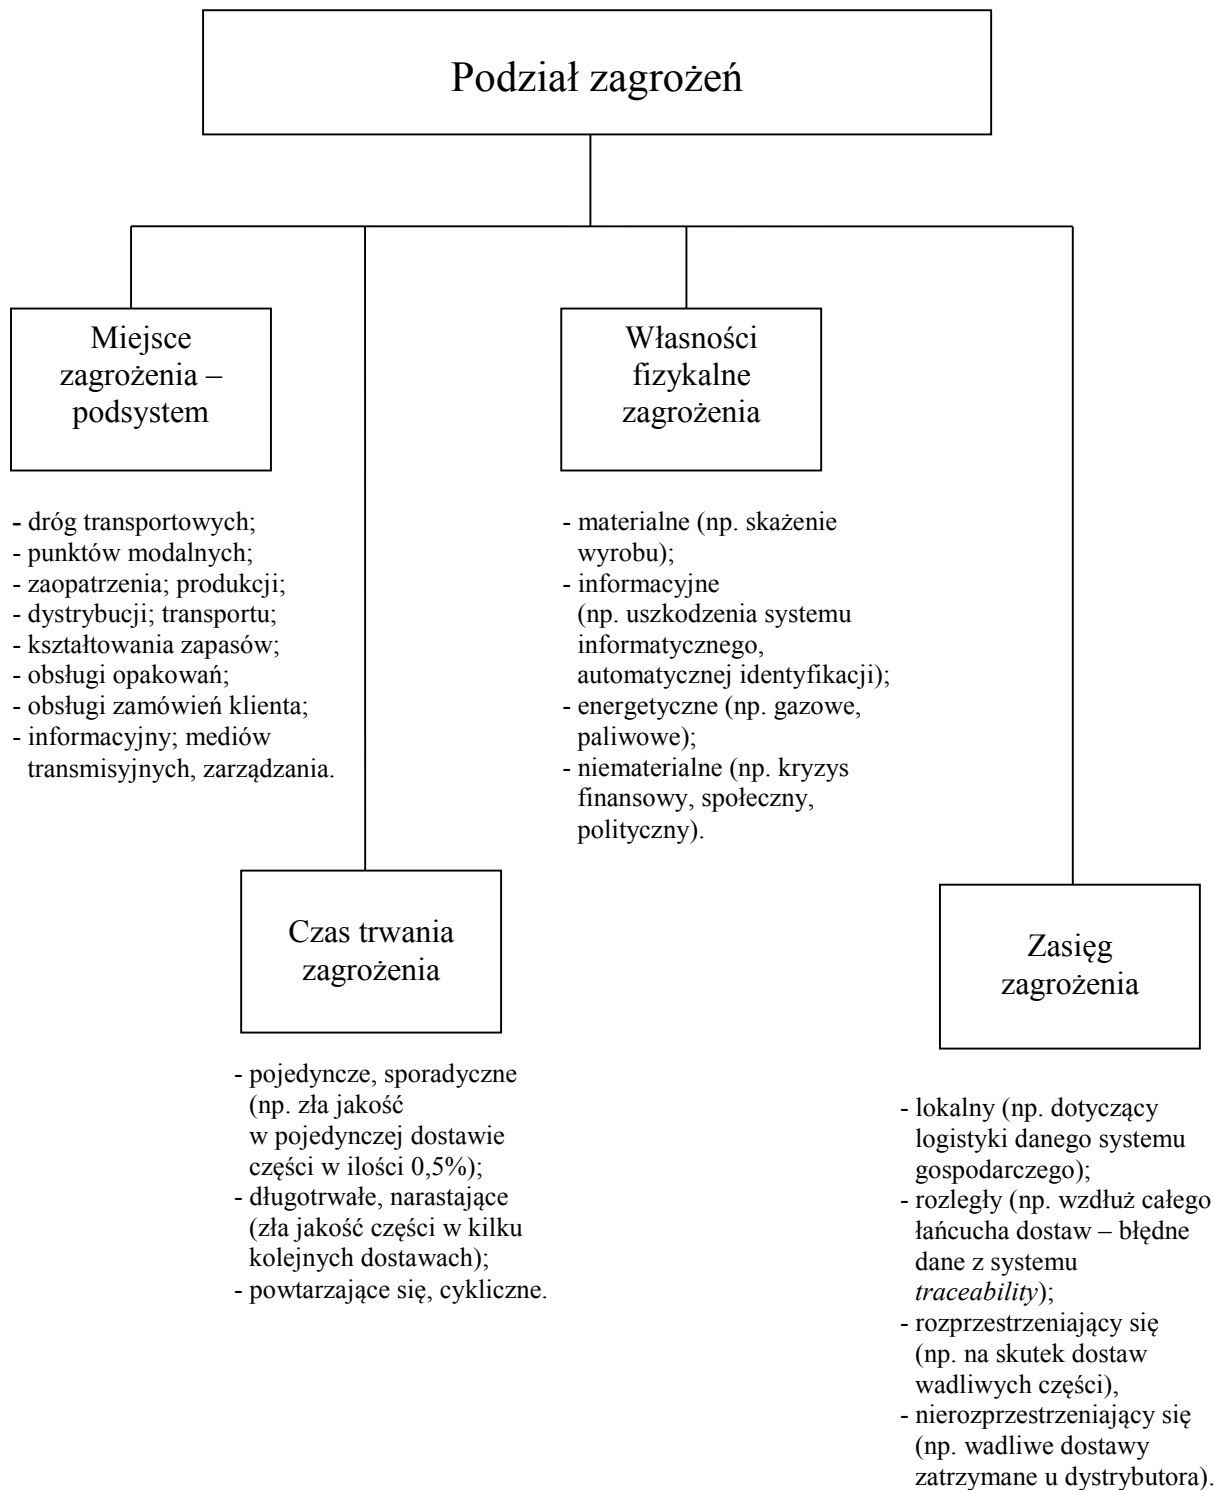 Podział zagrożeń
Miejsce
zagrożenia –
podsystem
- dróg transportowych;
- punktów modalnych;
- zaopatrzenia; produkcji;
- dystrybucji; transportu;
- kształtowania zapasów;
- obsługi opakowań;
- obsługi zamówień klienta;
- informacyjny; mediów
transmisyjnych, zarządzania.
Własności
fizykalne
zagrożenia
- materialne (np. skażenie
wyrobu);
- informacyjne
(np. uszkodzenia systemu
informatycznego,
automatycznej identyfikacji);
- energetyczne (np. gazowe,
paliwowe);
- niematerialne (np. kryzys
finansowy, społeczny,
polityczny).
Czas trwania
zagrożenia
- pojedyncze, sporadyczne
(np. zła jakość
w pojedynczej dostawie
części w ilości 0,5%);
- długotrwałe, narastające
(zła jakość części w kilku
kolejnych dostawach);
- powtarzające się, cykliczne.
Zasięg
zagrożenia
- lokalny (np. dotyczący
logistyki danego systemu
gospodarczego);
- rozległy (np. wzdłuż całego
łańcucha dostaw – błędne
dane z systemu
traceability);
- rozprzestrzeniający się
(np. na skutek dostaw
wadliwych części),
- nierozprzestrzeniający się
(np. wadliwe dostawy
zatrzymane u dystrybutora).